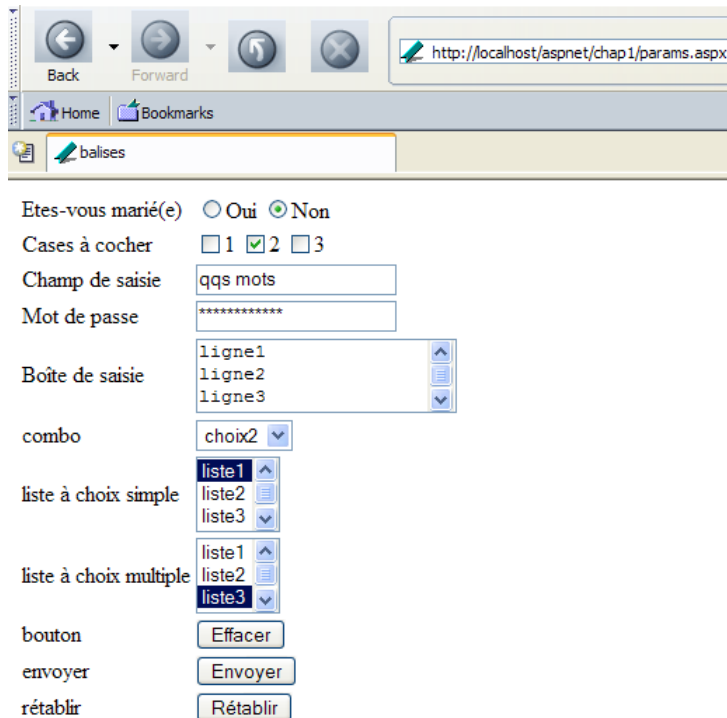 Back Forward http://localhost/aspnet/chap1/params.aspx
Home Bookmarks
balises
Etes-vous marié(e) Oui Non
Cases à cocher 1 2 3
Champ de saisie qqs mots
Mot de passe ************
Boîte de saisie ligne1
ligne2
ligne3
combo choix2
liste à choix simple liste1
liste2
liste3
liste à choix multiple liste1
liste2
liste3
bouton Effacer
envoyer Envoyer
rétablir Rétablir